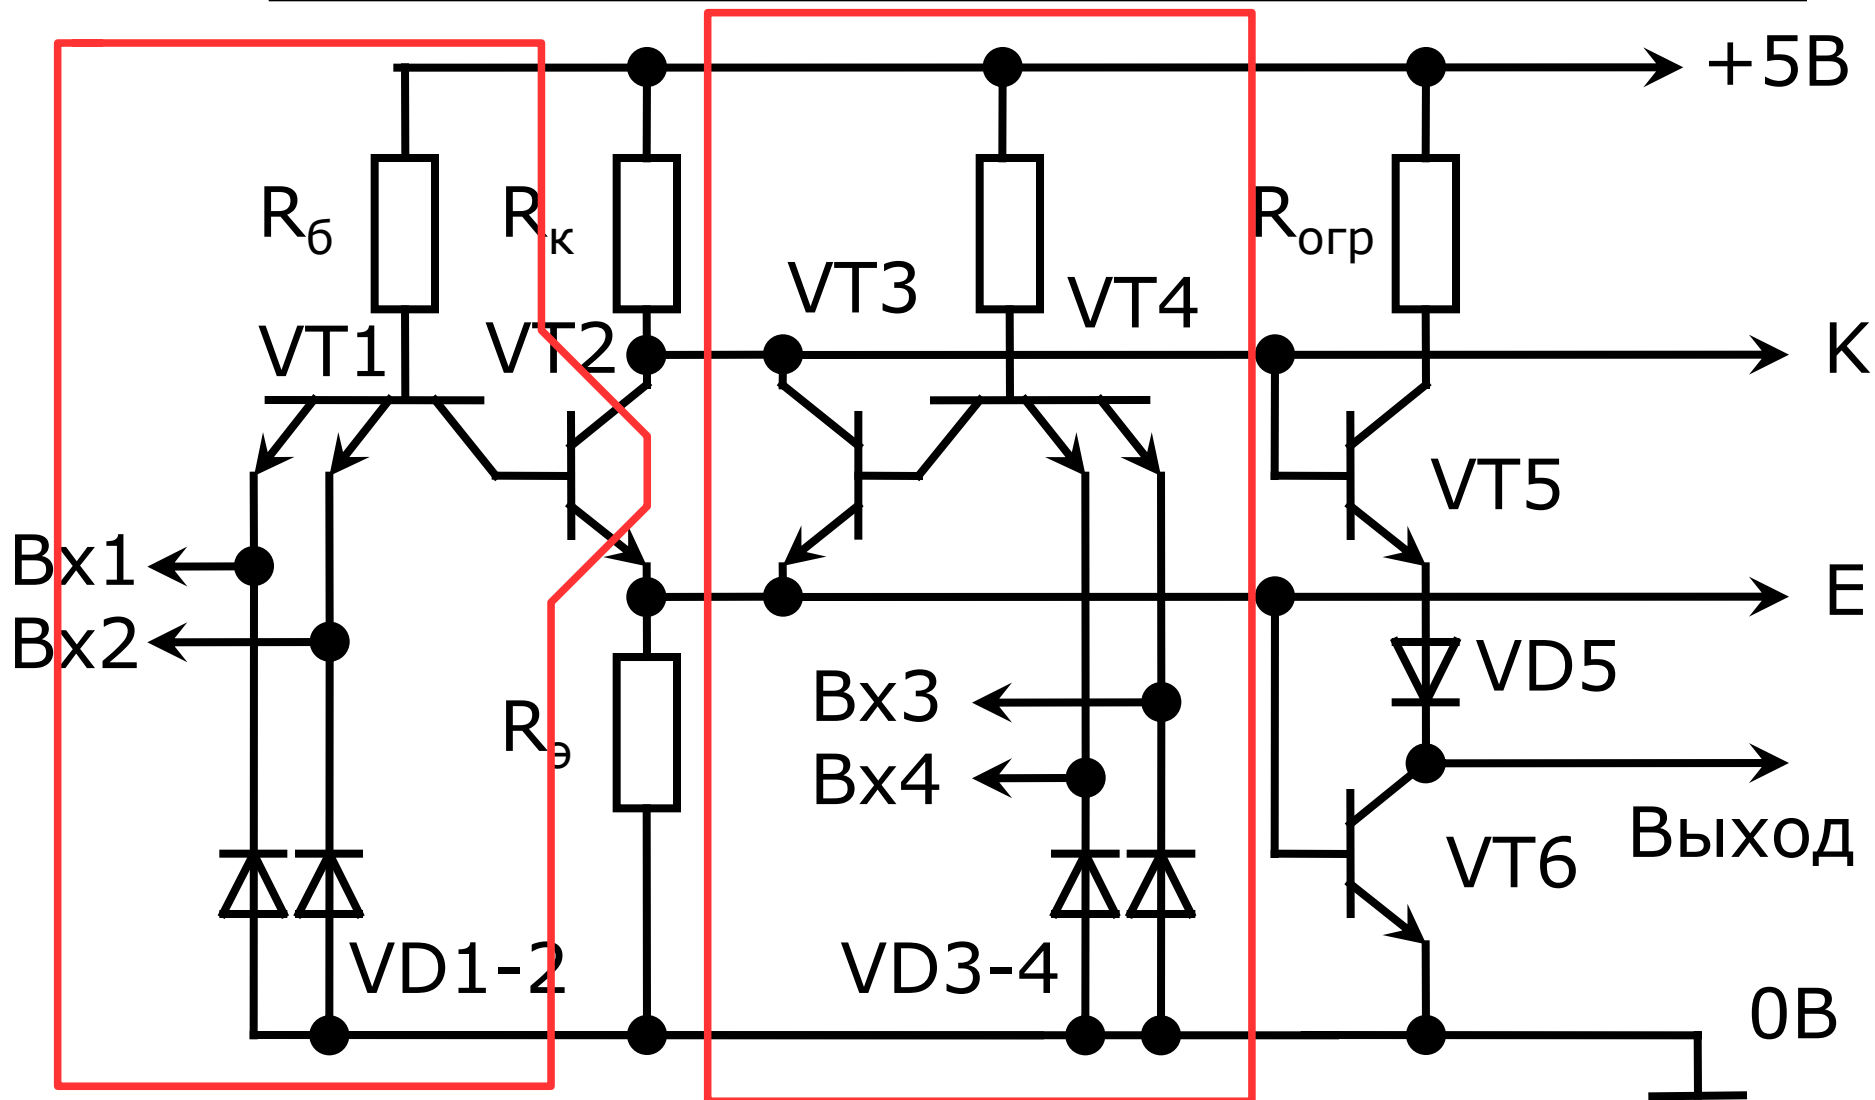 +5В
Rб
Rк
Rогр
VT3
VT4
VT1
VT2
К
VT5
Вх1
Е
Вх2
VD5
Вх3
Rэ
Вх4
Выход
VT6
VD1-2
VD3-4
0В